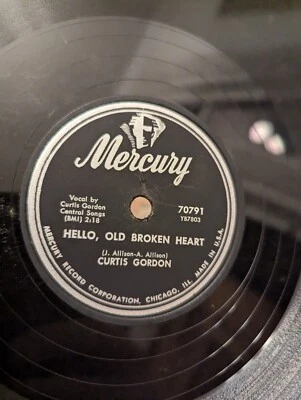 Mercury
Vocal by
Curtis Gordon
Central Songs
(BMI) 2:18
70791
YB7803
HELLO, OLD BROKEN HEART
(J. Allison-A. Allison)
CURTIS GORDON
MERCURY RECORD CORPORATION, CHICAGO, ILL. MADE IN U.S.A.